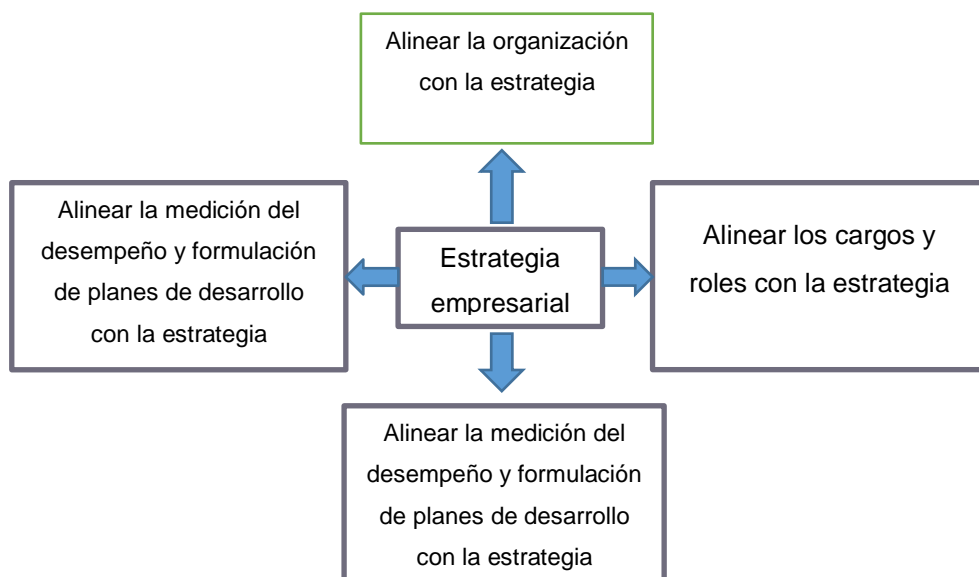 Alinear la organización
con la estrategia
Alinear la medición del
desempeño y formulación
de planes de desarrollo
con la estrategia
Estrategia
empresarial
Alinear los cargos y
roles con la estrategia
Alinear la medición del
desempeño y formulación
de planes de desarrollo
con la estrategia